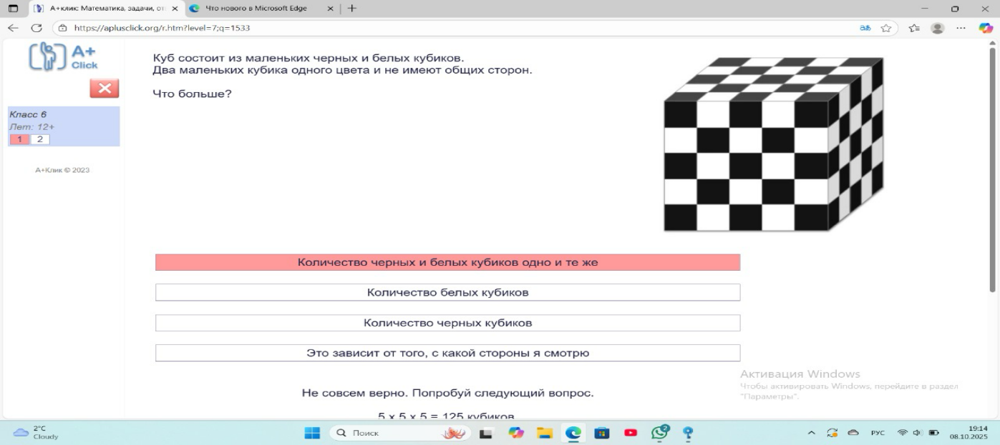 А+клик: Математика, задачи, от
Что нового в Microsoft Edge
https://aplusclick.org/r.htm?level=7;q=1533
A+
Click
Класс 6
Лет: 12+
1 2
А+Клик © 2023
Куб состоит из маленьких черных и белых кубиков.
Два маленьких кубика одного цвета и не имеют общих сторон.
Что больше?
Количество черных и белых кубиков одно и те же
Количество белых кубиков
Количество черных кубиков
Это зависит от того, с какой стороны я смотрю
Не совсем верно. Попробуй следующий вопрос.
5 x 5 x 5 = 125 кубиков
Активация Windows
Чтобы активировать Windows, перейдите в раздел
"Параметры".
2°C
Cloudy
Поиск
2
РУС
19:14
08.10.2025